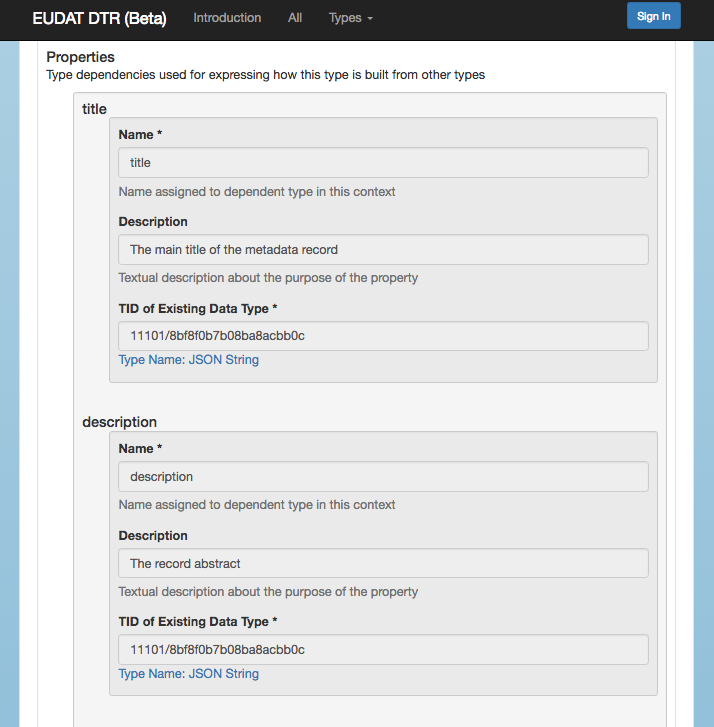 EUDAT DTR (Beta) Introduction All Types Sign In
Properties
Type dependencies used for expressing how this type is built from other types
title
Name *
title
Name assigned to dependent type in this context
Description
The main title of the metadata record
Textual description about the purpose of the property
TID of Existing Data Type *
11101/8bf8f0b7b08ba8acbb0c
Type Name: JSON String
description
Name *
description
Name assigned to dependent type in this context
Description
The record abstract
Textual description about the purpose of the property
TID of Existing Data Type *
11101/8bf8f0b7b08ba8acbb0c
Type Name: JSON String